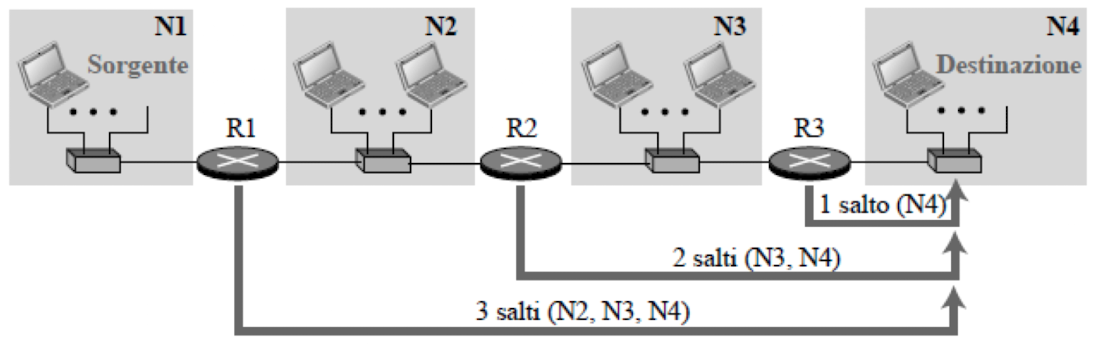 N1
N2
N3
N4
Sorgente
Destinazione
R1
R2
R3
1 salto (N4)
2 salti (N3, N4)
3 salti (N2, N3, N4)